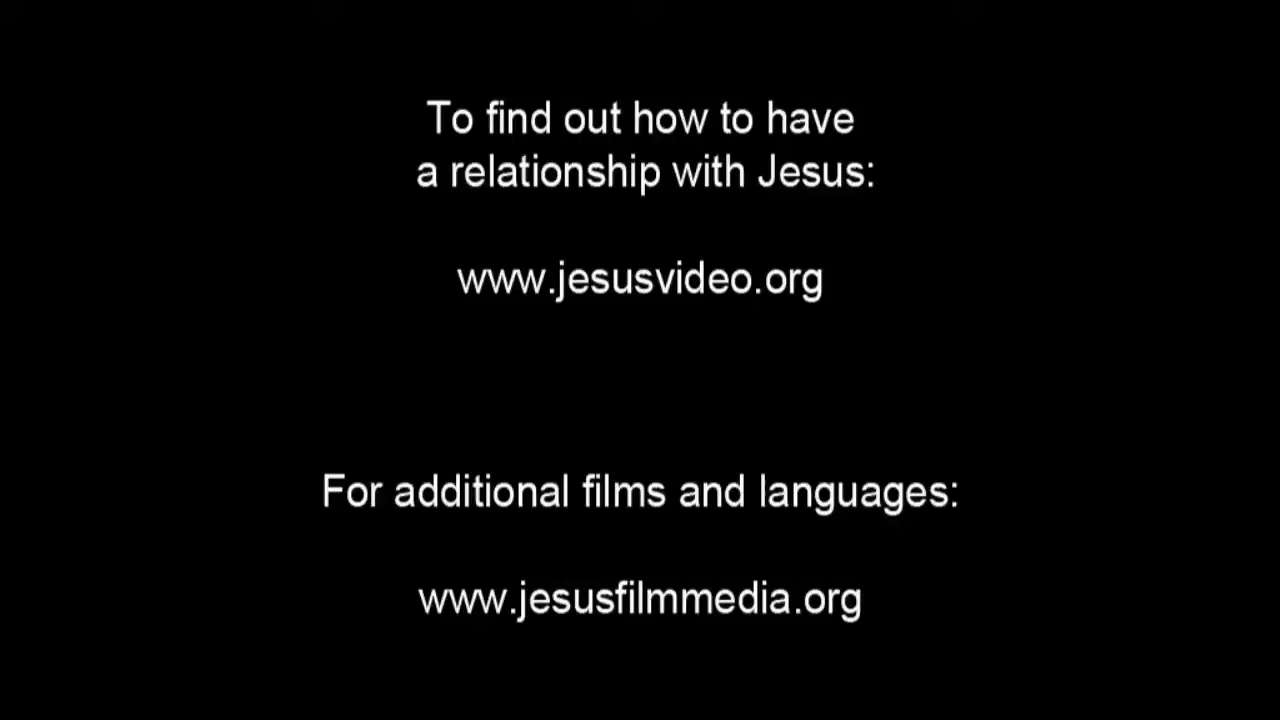 To find out how to have
a relationship with Jesus:
www.jesusvideo.org
For additional films and languages:
www.jesusfilmmedia.org